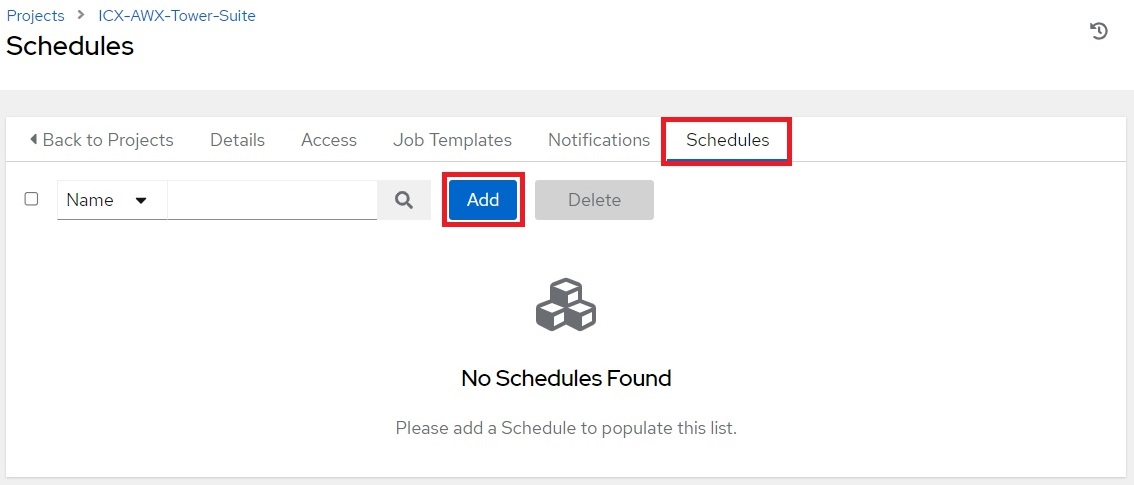 Projects > ICX-AWX-Tower-Suite
Schedules
Back to Projects Details Access Job Templates Notifications Schedules
Name Add Delete
No Schedules Found
Please add a Schedule to populate this list.